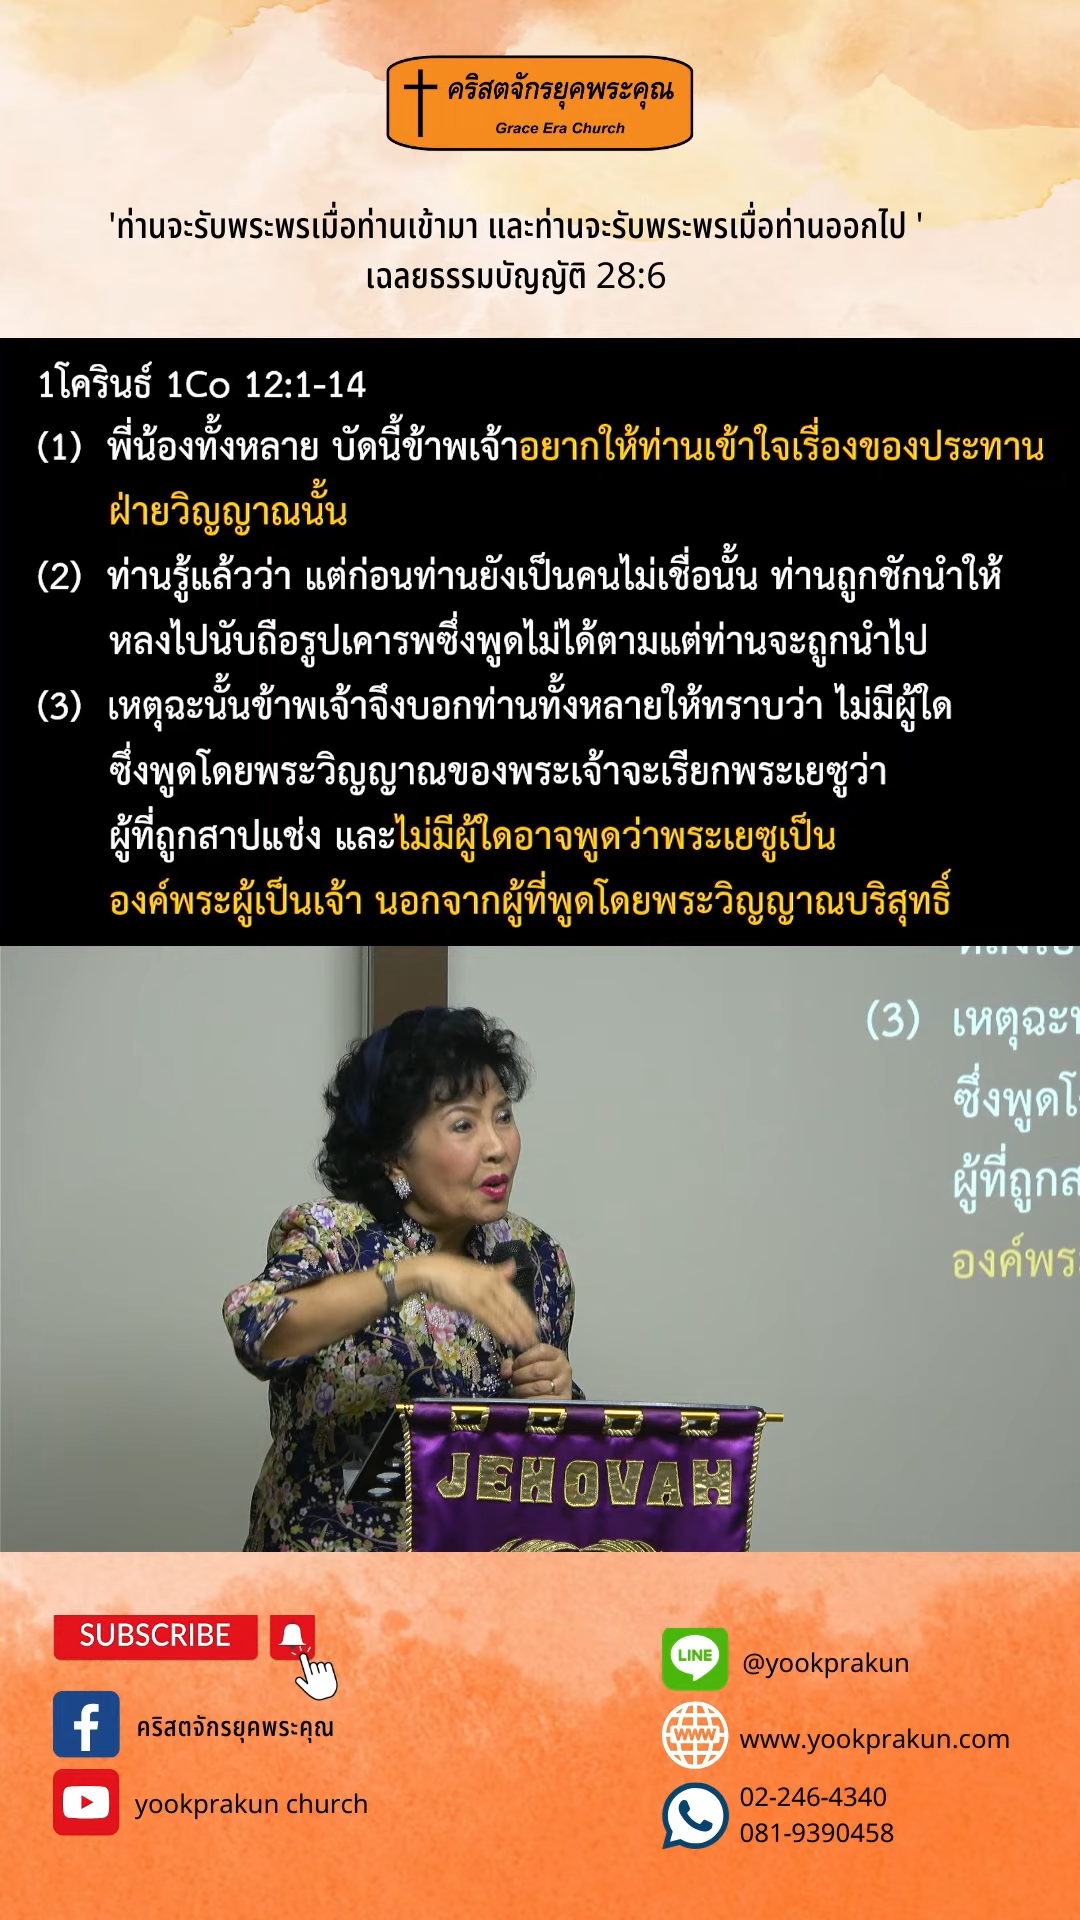 คริสตจักรยุคพระคุณ
Grace Era Church
'ท่านจะรับพระพรเมื่อท่านเข้ามา และท่านจะรับพระพรเมื่อท่านออกไป '
เฉลยธรรมบัญญัติ 28:6
1โครินธ์ 1Co 12:1-14
(1) พี่น้องทั้งหลาย บัดนี้ข้าพเจ้าอยากให้ท่านเข้าใจเรื่องของประทาน
ฝ่ายวิญญาณนั้น
(2) ท่านรู้แล้วว่า แต่ก่อนท่านยังเป็นคนไม่เชื่อนั้น ท่านถูกชักนำให้
หลงไปนับถือรูปเคารพซึ่งพูดไม่ได้ตามแต่ท่านจะถูกนำไป
(3) เหตุฉะนั้นข้าพเจ้าจึงบอกท่านทั้งหลายให้ทราบว่า ไม่มีผู้ใด
ซึ่งพูดโดยพระวิญญาณของพระเจ้าจะเรียกพระเยซูว่า
ผู้ที่ถูกสาปแช่ง และไม่มีผู้ใดอาจพูดว่าพระเยซูเป็น
องค์พระผู้เป็นเจ้า นอกจากผู้ที่พูดโดยพระวิญญาณบริสุทธิ์
(3) เหตุฉะ
ซึ่งพูดโ
ผู้ที่ถูกส
องค์พร
JEHOVAH
SUBSCRIBE
คริสตจักรยุคพระคุณ
yookprakun church
LINE
@yookprakun
WWW
www.yookprakun.com
02-246-4340
081-9390458